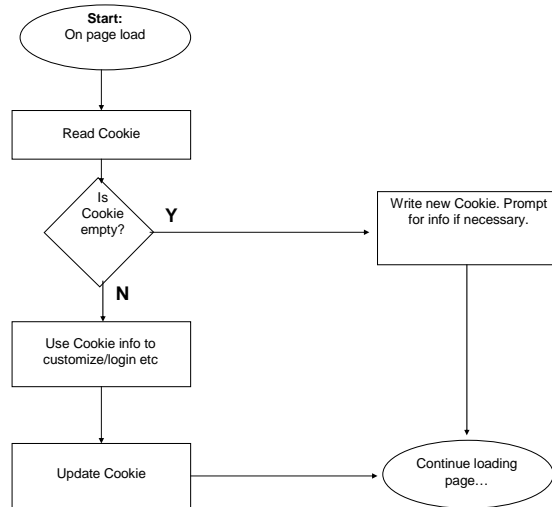 Start:
On page load
Read Cookie
Is
Cookie
empty?
Y
Write new Cookie. Prompt
for info if necessary.
N
Use Cookie info to
customize/login etc
Update Cookie
Continue loading
page…